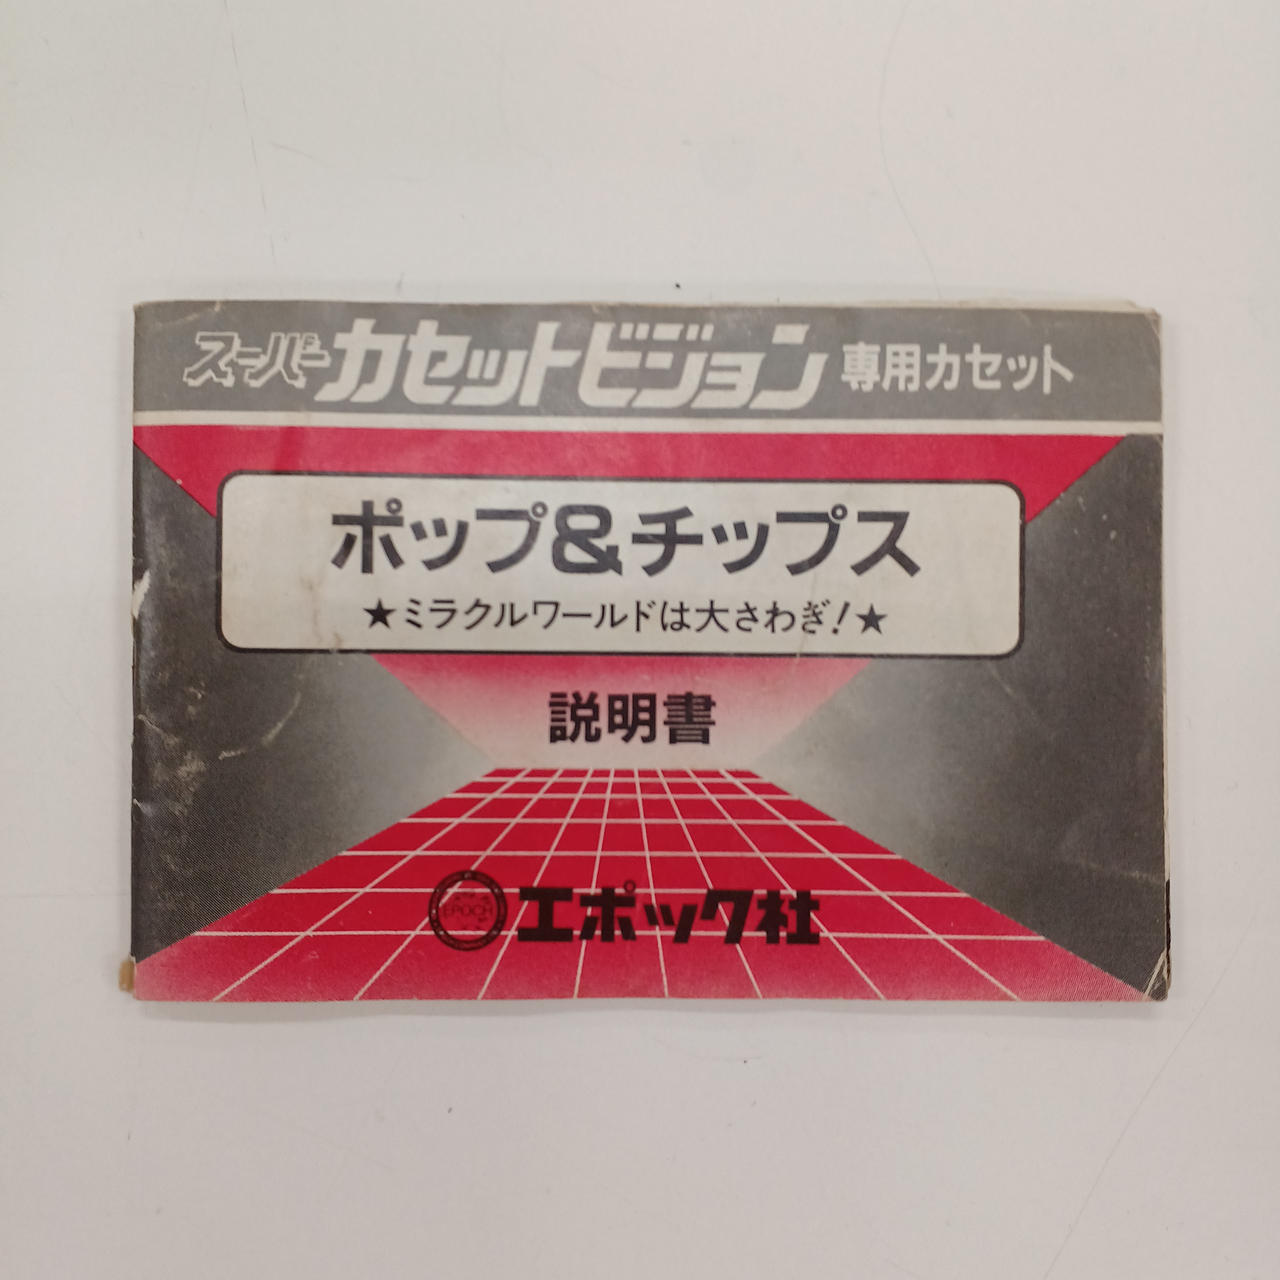 スーパーカセットビジョン 専用カセット
ポップ&チップス
★ミラクルワールドは大さわぎ!★
説明書
EPOCH エポック社